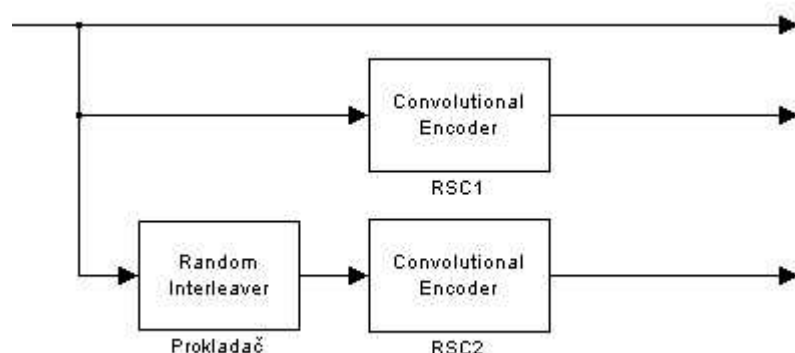 Convolutional
Encoder
RSC1
Random
Interleaver
Prokladač
Convolutional
Encoder
RSC2